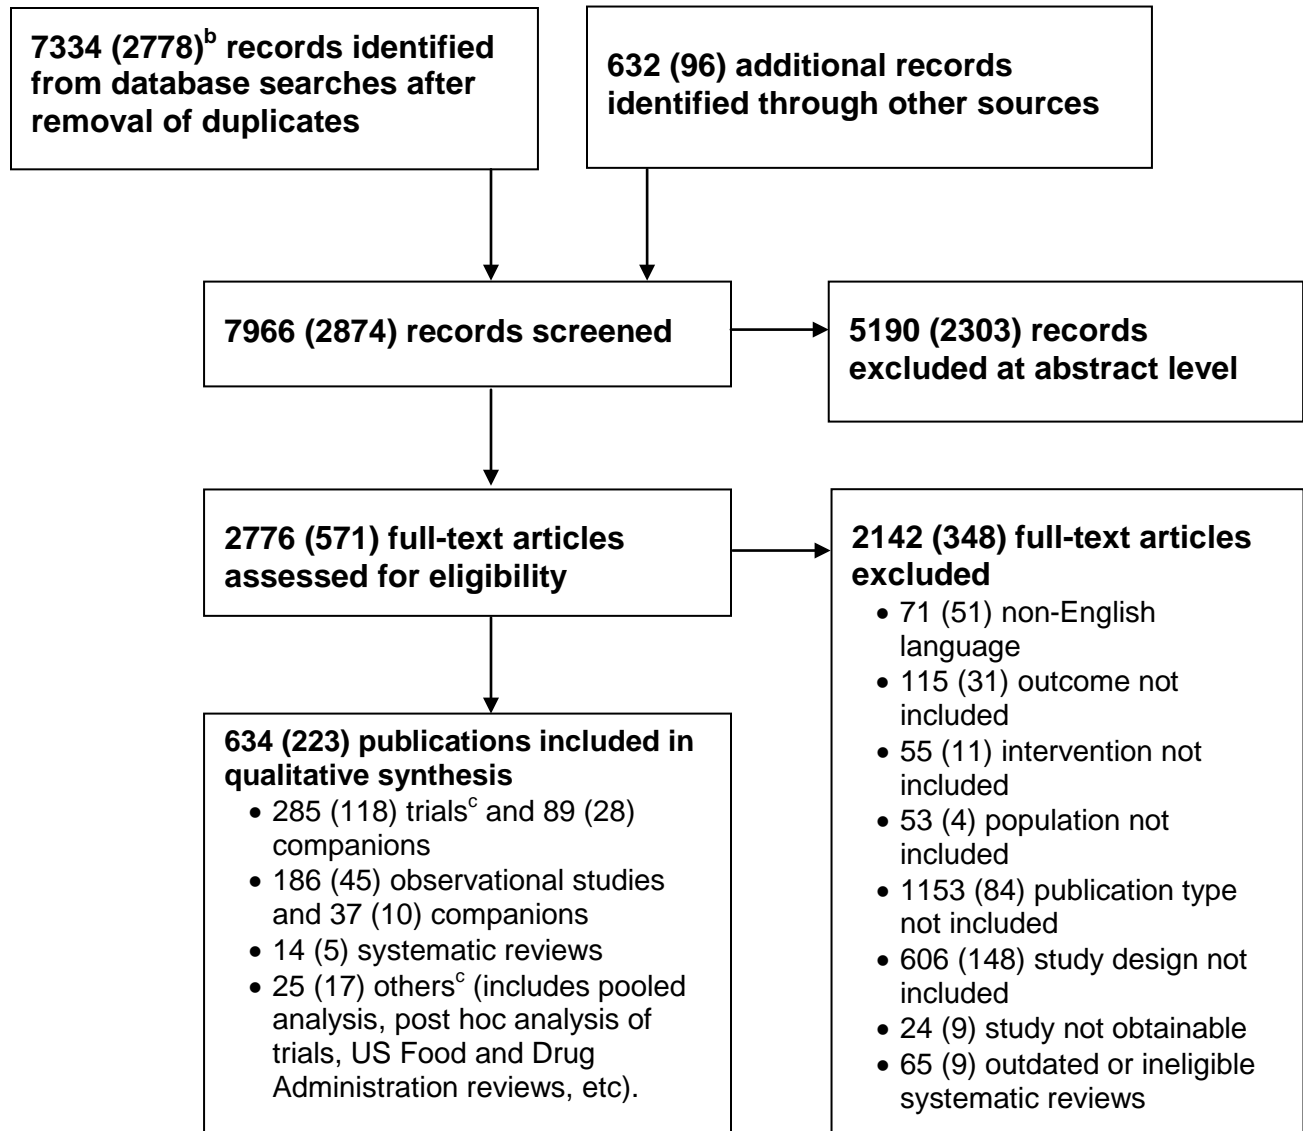 7334 (2778)b records identified
from database searches after
removal of duplicates
632 (96) additional records
identified through other sources
7966 (2874) records screened
5190 (2303) records
excluded at abstract level
2776 (571) full-text articles
assessed for eligibility
2142 (348) full-text articles
excluded
• 71 (51) non-English
language
• 115 (31) outcome not
included
• 55 (11) intervention not
included
• 53 (4) population not
included
• 1153 (84) publication type
not included
• 606 (148) study design not
included
• 24 (9) study not obtainable
• 65 (9) outdated or ineligible
systematic reviews
634 (223) publications included in
qualitative synthesis
• 285 (118) trialsc and 89 (28)
companions
• 186 (45) observational studies
and 37 (10) companions
• 14 (5) systematic reviews
• 25 (17) othersc (includes pooled
analysis, post hoc analysis of
trials, US Food and Drug
Administration reviews, etc).